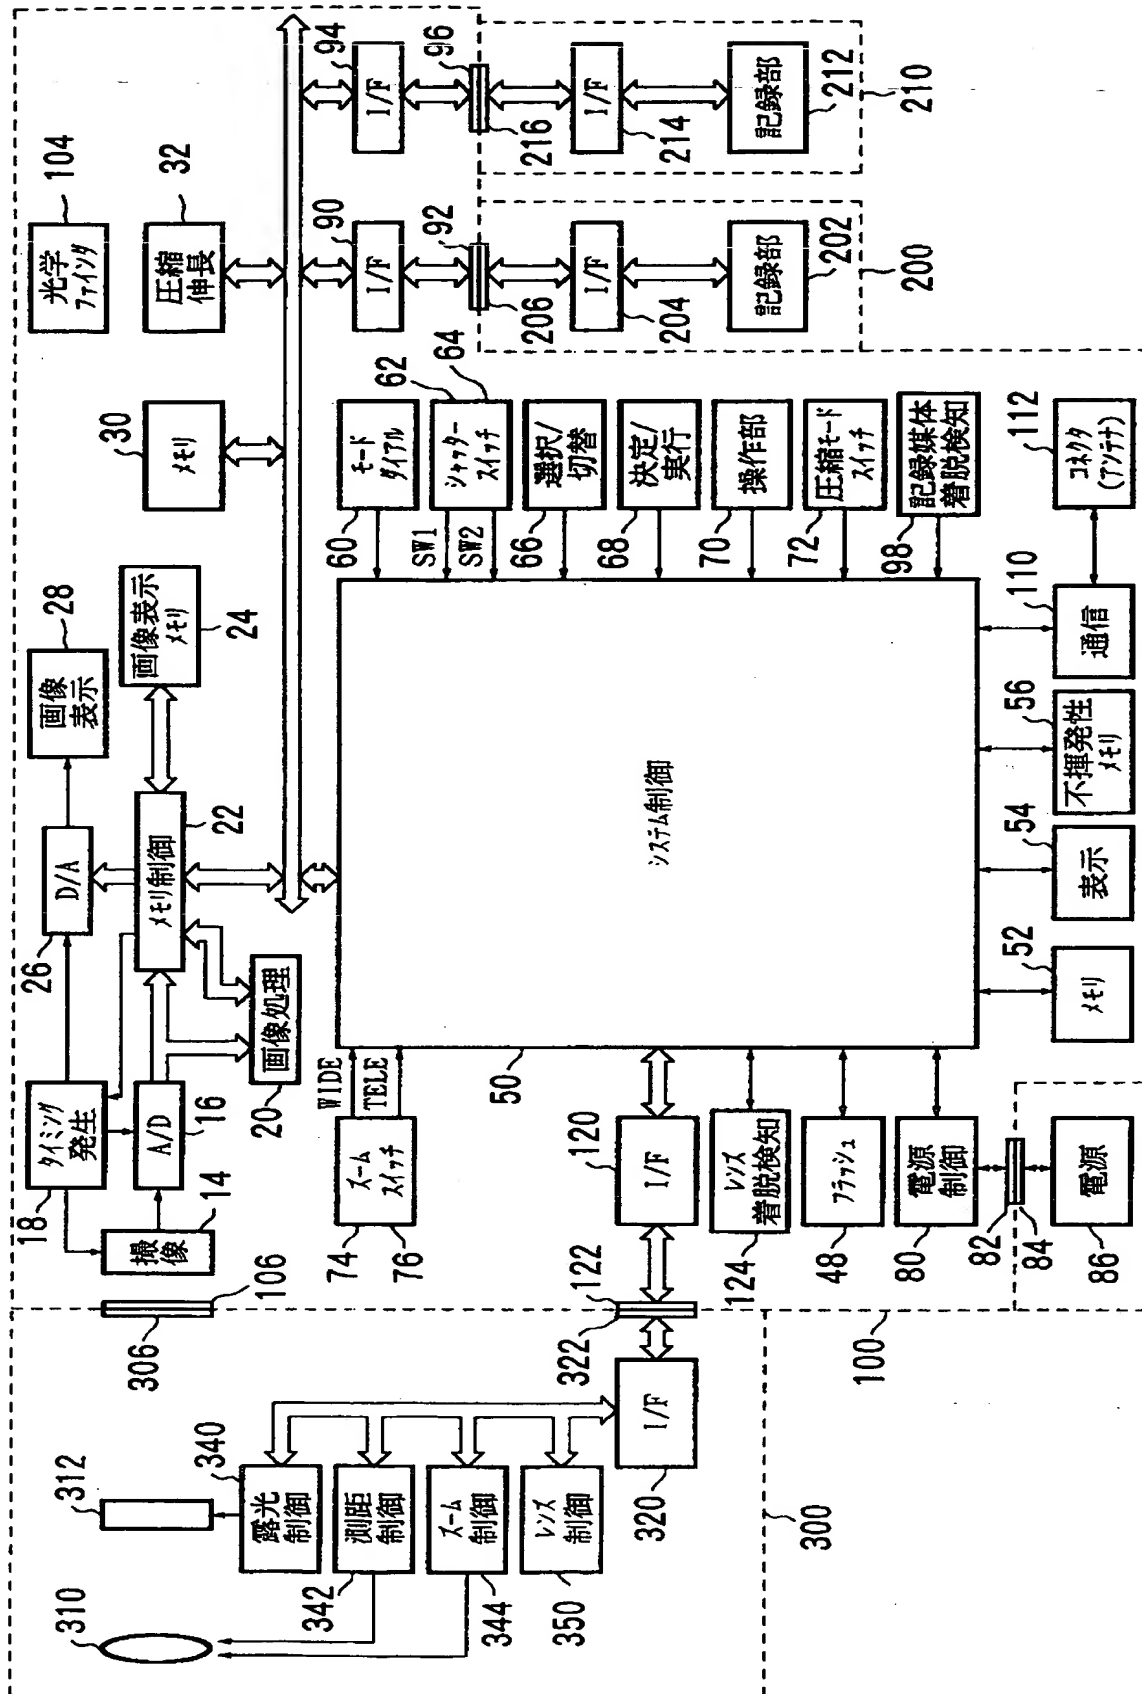 310
312
306
106
18
タイミング
発生
26
D/A
28
画像
表示
30
メモリ
104
光学
ファインダ
32
圧縮
伸長
14
撮像
16
A/D
22
メモリ制御
24
画像表示
メモリ
20
画像処理
340
露光
制御
342
測距
制御
344
ズーム
制御
350
レンズ
制御
320
I/F
322
122
300
100
74
76
ズーム
スイッチ
WIDE
TELE
120
I/F
124
レンズ
着脱検知
48
フラッシュ
80
電源
制御
82
84
86
電源
50
システム制御
60
モード
ダイアル
SW1
SW2
62
64
シャッター
スイッチ
66
選択/
切替
68
決定/
実行
70
操作部
72
圧縮モード
スイッチ
98
記録媒体
着脱検知
52
メモリ
54
表示
56
不揮発性
メモリ
110
通信
112
コネクタ
(アンテナ)
90
I/F
92
206
I/F
204
記録部
202
200
94
I/F
96
216
I/F
214
記録部
212
210